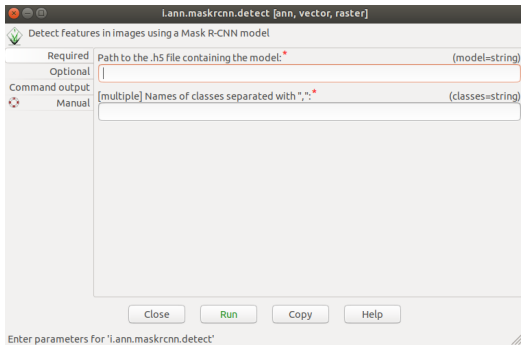 i.ann.maskrcnn.detect [ann, vector, raster]
Detect features in images using a Mask R-CNN model
Required
Optional
Command output
Manual
Path to the .h5 file containing the model:* (model=string)
[multiple] Names of classes separated with ",":* (classes=string)
Close Run Copy Help
Enter parameters for 'i.ann.maskrcnn.detect'